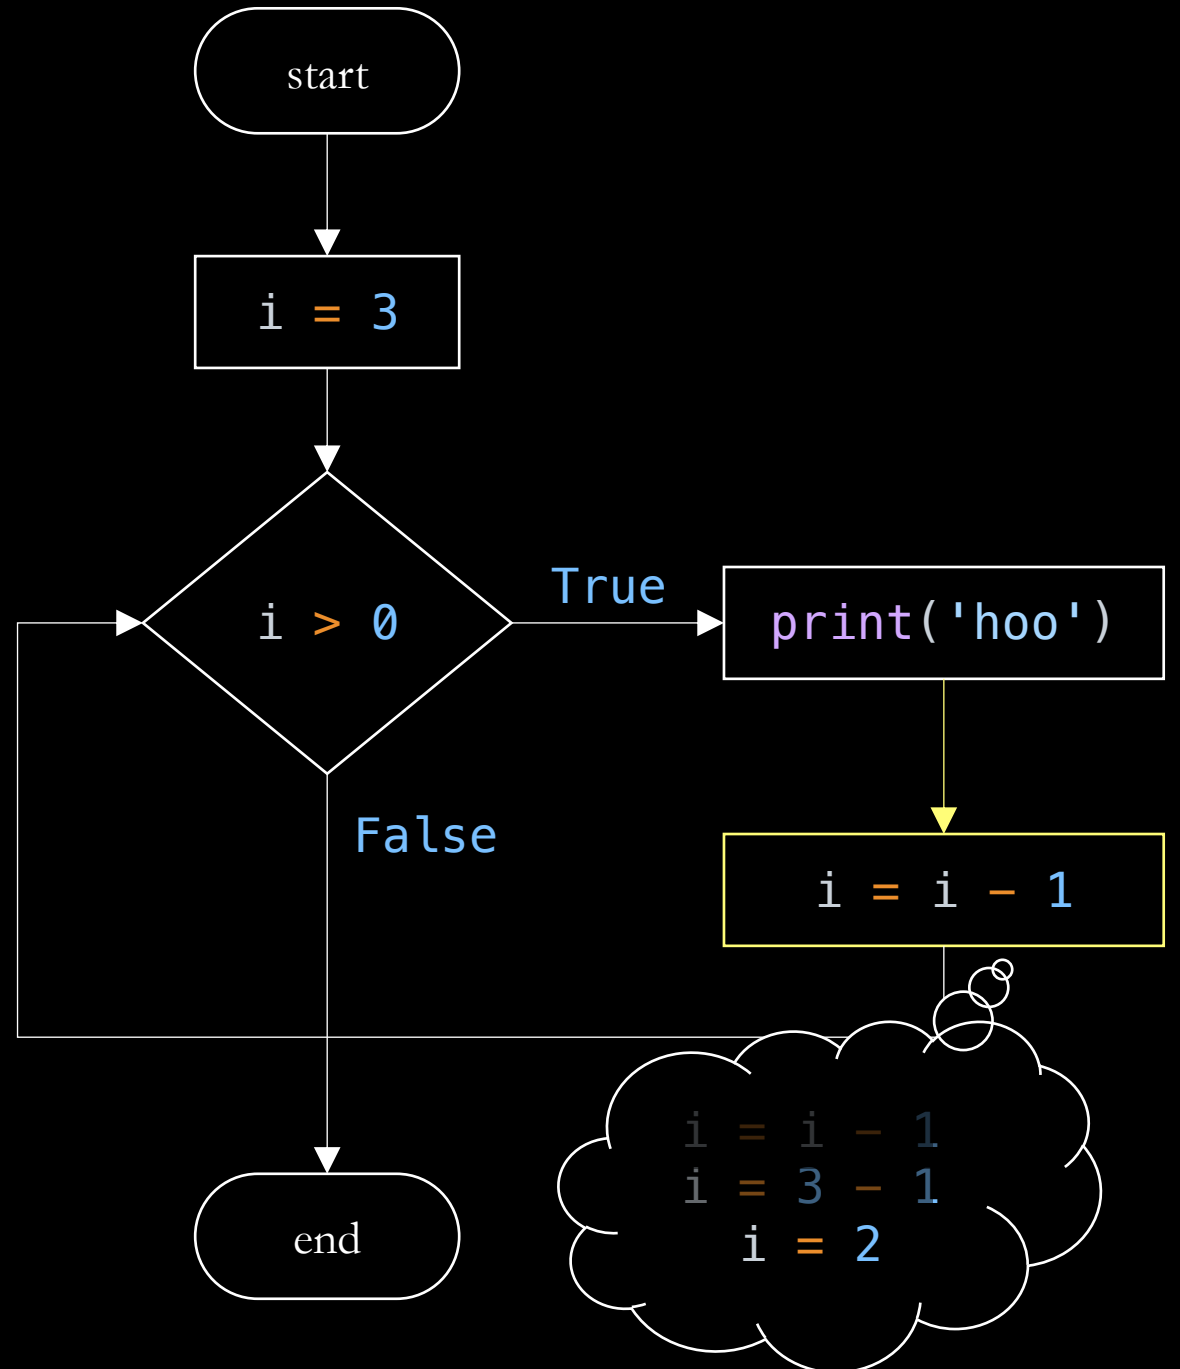 start
i = 3
i > 0
True
print('hoo')
False
i = i - 1
i = i - 1
i = 3 - 1
i = 2
end